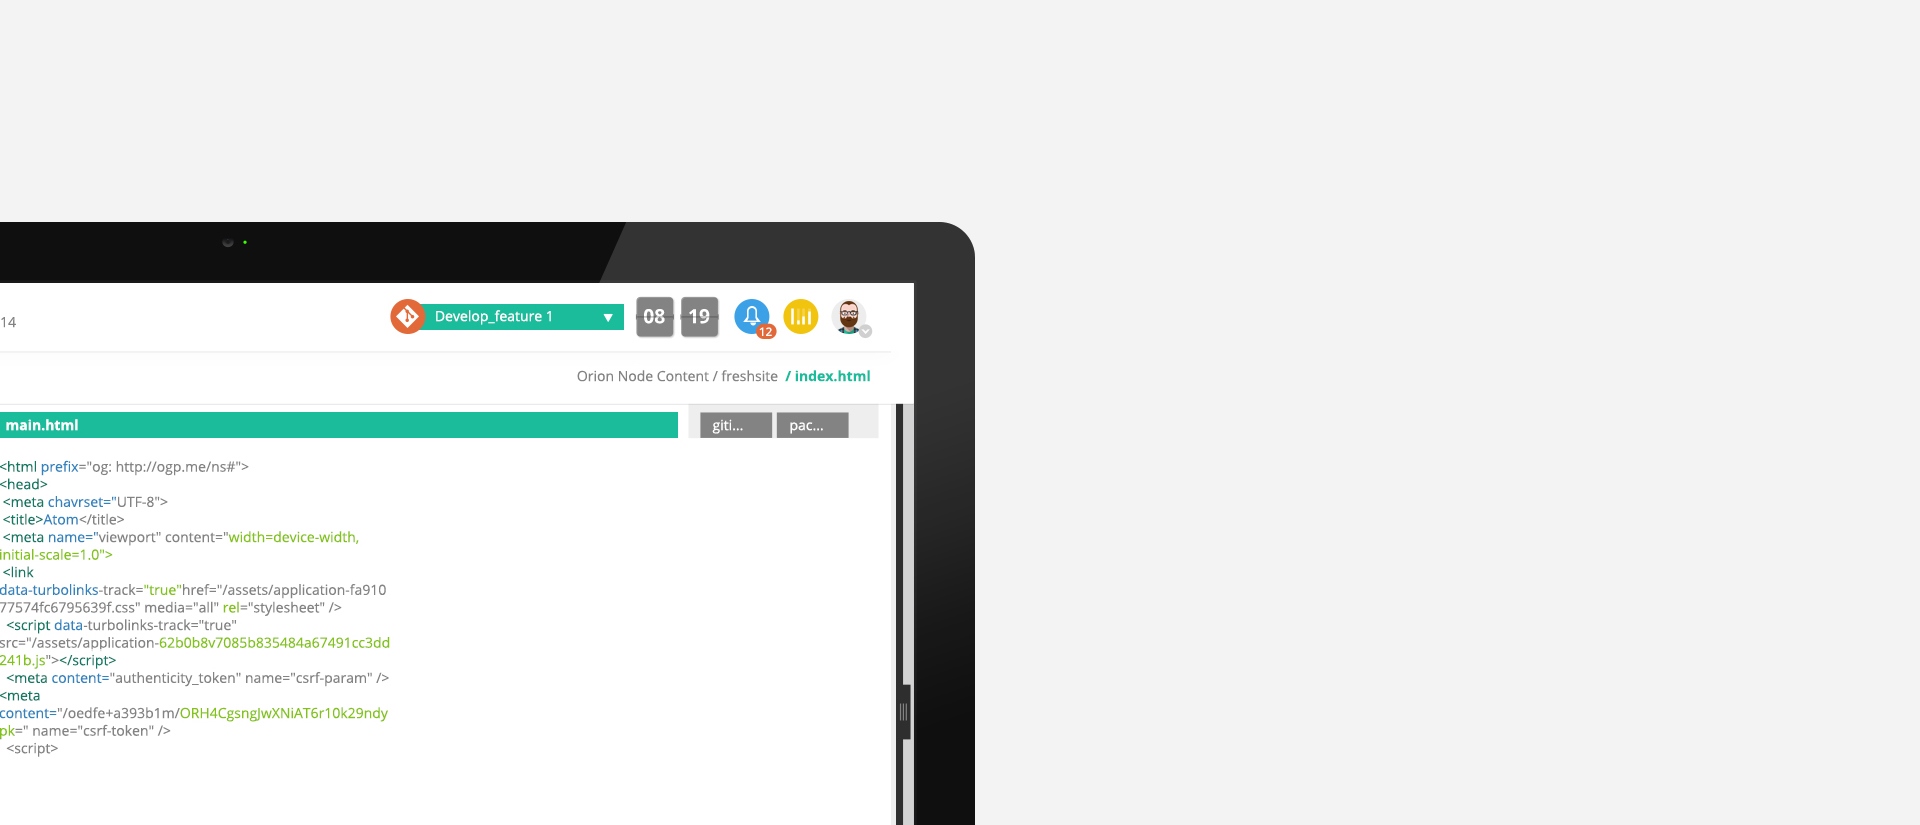 14
Develop_feature 1
08 19
12
Orion Node Content / freshsite / index.html
main.html
giti...
pac...
<html prefix="og: http://ogp.me/ns#">
<head>
<meta chavrset="UTF-8">
<title>Atom</title>
<meta name="viewport" content="width=device-width,
initial-scale=1.0">
<link
data-turbolinks-track="true"href="/assets/application-fa910
77574fc6795639f.css" media="all" rel="stylesheet" />
<script data-turbolinks-track="true"
src="/assets/application-62b0b8v7085b835484a67491cc3dd
241b.js"></script>
<meta content="authenticity_token" name="csrf-param" />
<meta
content="/oedfe+a393b1m/ORH4CgsngJwXNiAT6r10k29ndy
pk=" name="csrf-token" />
<script>